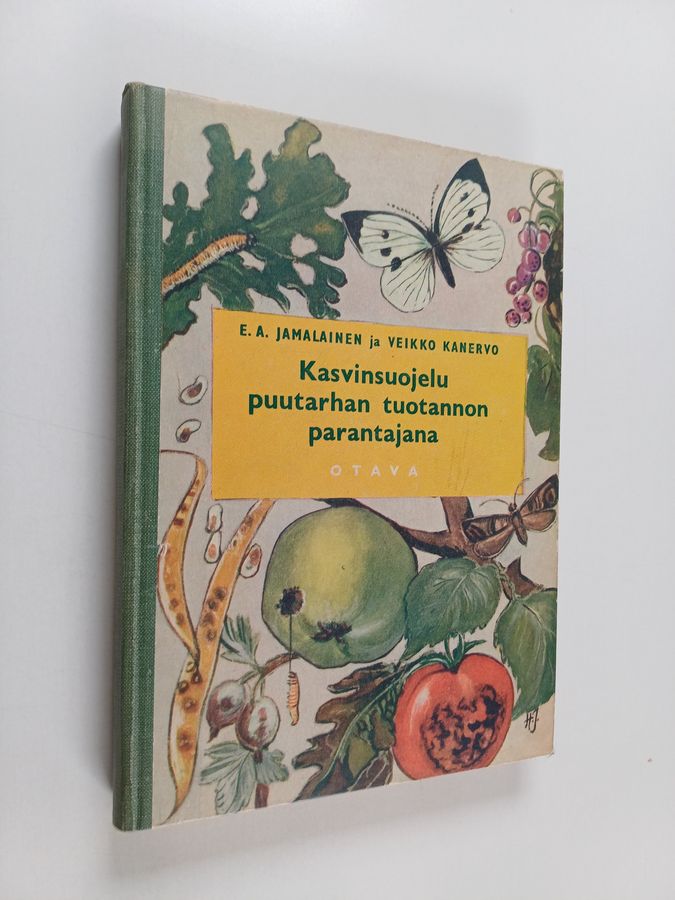 E. A. JAMALAINEN ja VEIKKO KANERVO
Kasvinsuojelu
puutarhan tuotannon
parantajana
OTAVA
H.J.